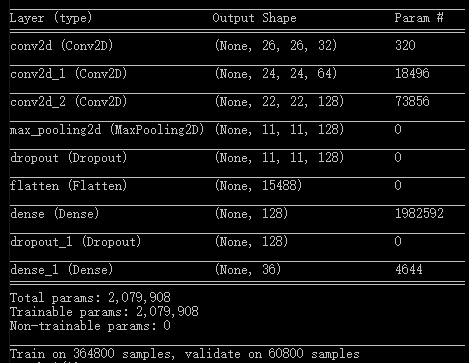 Layer (type) Output Shape Param #
conv2d (Conv2D) (None, 26, 26, 32) 320
conv2d_1 (Conv2D) (None, 24, 24, 64) 18496
conv2d_2 (Conv2D) (None, 22, 22, 128) 73856
max_pooling2d (MaxPooling2D) (None, 11, 11, 128) 0
dropout (Dropout) (None, 11, 11, 128) 0
flatten (Flatten) (None, 15488) 0
dense (Dense) (None, 128) 1982592
dropout_1 (Dropout) (None, 128) 0
dense_1 (Dense) (None, 36) 4644
Total params: 2,079,908
Trainable params: 2,079,908
Non-trainable params: 0
Train on 364800 samples, validate on 60800 samples